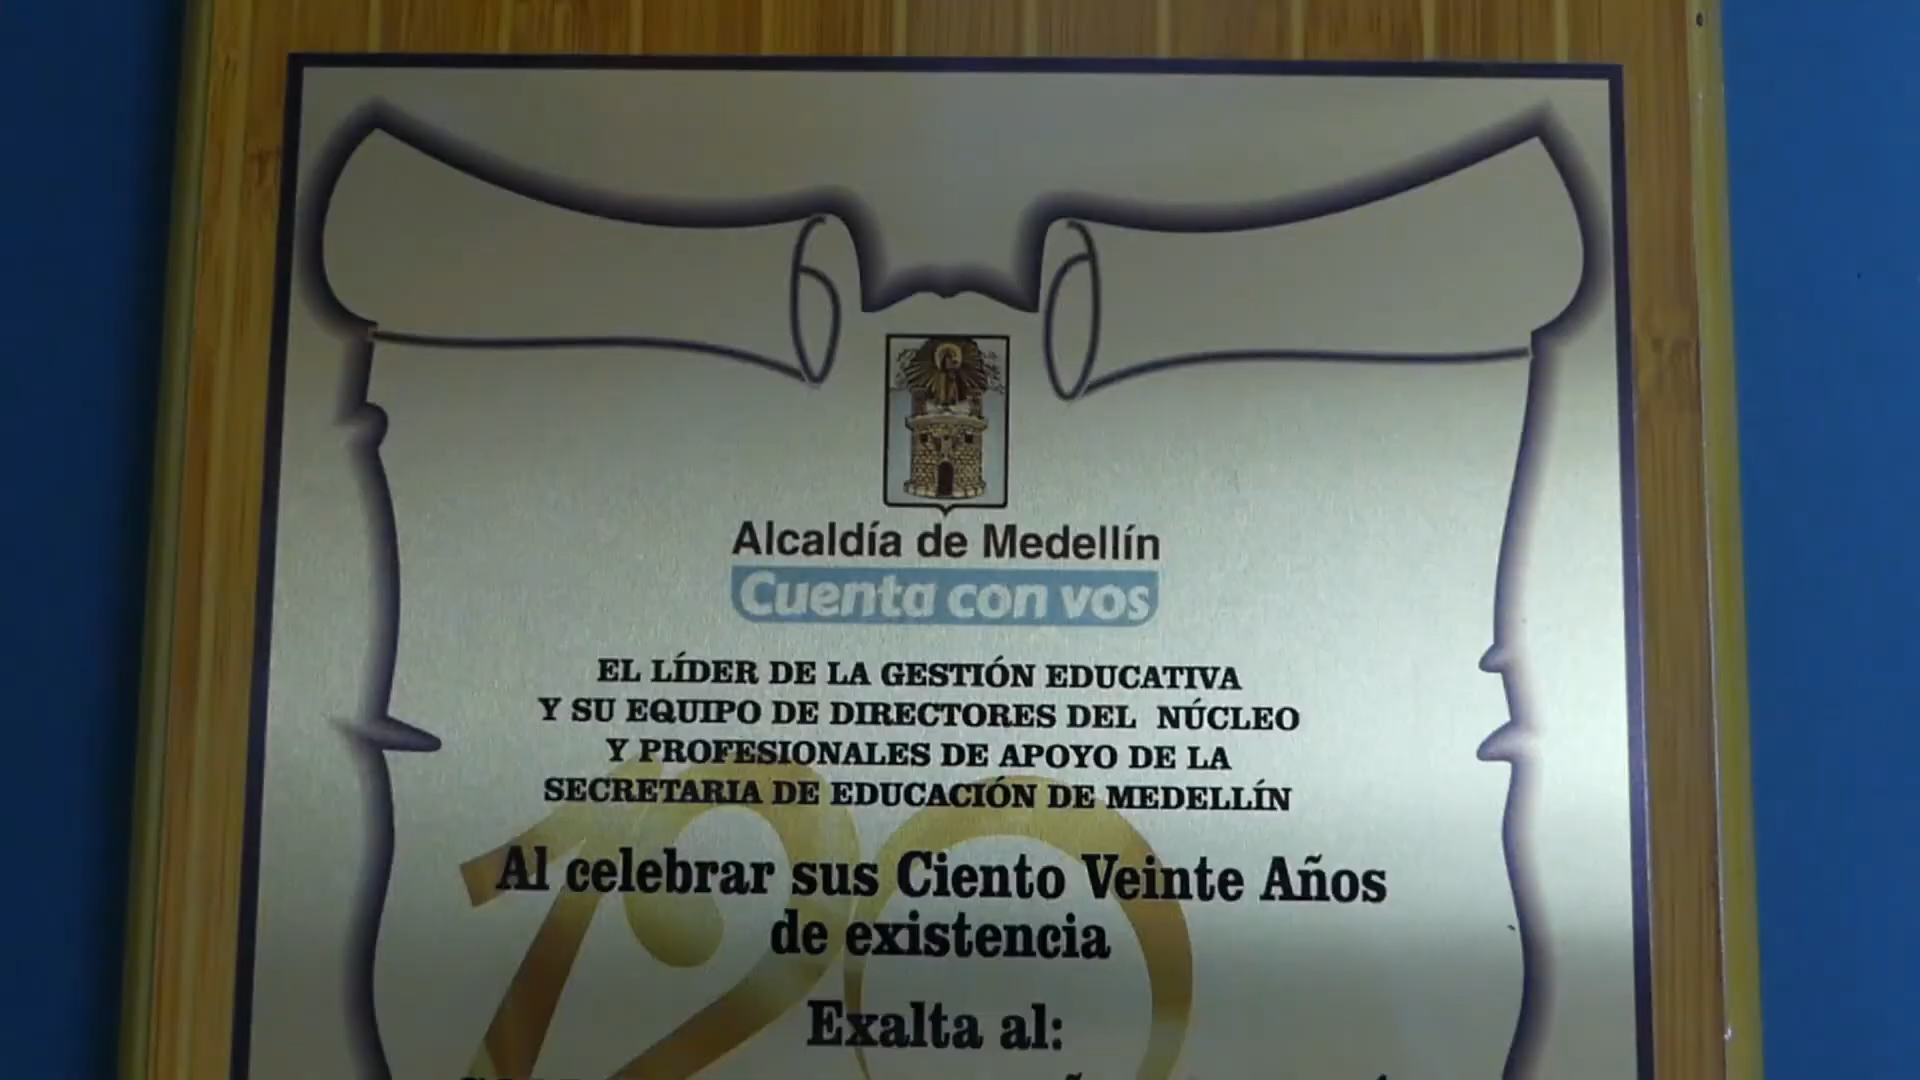 Alcaldía de Medellín
Cuenta con vos
EL LÍDER DE LA GESTIÓN EDUCATIVA
Y SU EQUIPO DE DIRECTORES DEL NÚCLEO
Y PROFESIONALES DE APOYO DE LA
SECRETARIA DE EDUCACIÓN DE MEDELLÍN
120
Al celebrar sus Ciento Veinte Años
de existencia
Exalta al: